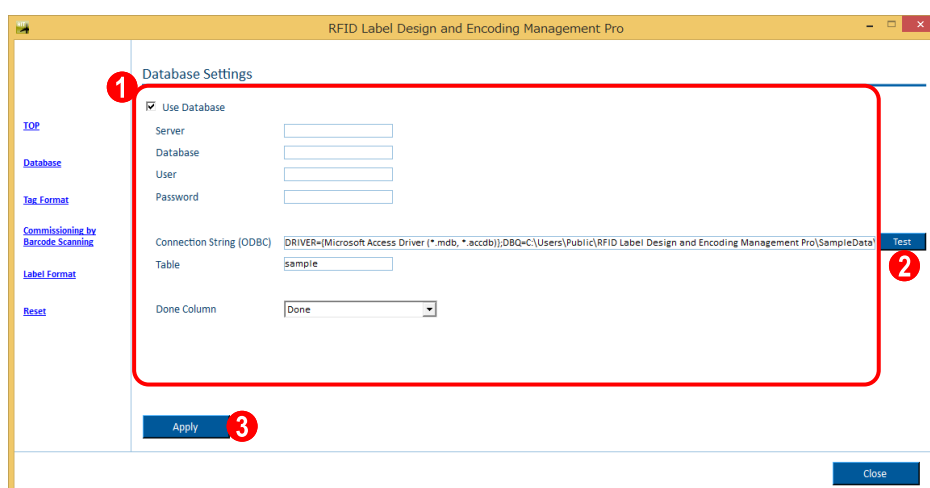 RFID Label Design and Encoding Management Pro
Database Settings
1
Use Database
TOP
Server
Database
Database
User
Tag Format
Password
Commissioning by
Barcode Scanning
Connection String (ODBC) DRIVER={Microsoft Access Driver (*.mdb, *.accdb)};DBQ=C:\Users\Public\RFID Label Design and Encoding Management Pro\SampleData\ Test
2
Table sample
Label Format
Reset
Done Column Done
Apply 3
Close